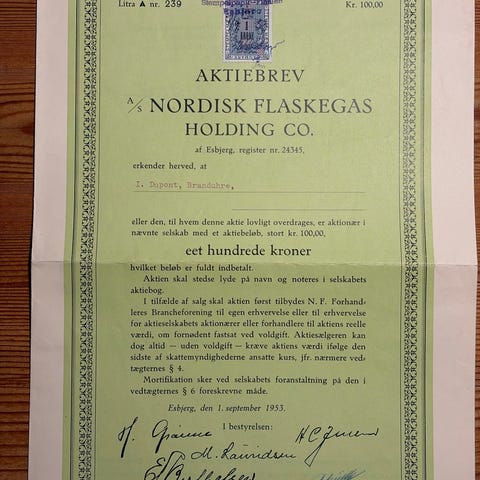 Litra A nr. 239
Kr. 100,00
Esbjerg
1
AKTIEBREV
A/S NORDISK FLASKEGAS
HOLDING CO.
af Esbjerg, register nr. 24345,
erkender herved, at
I. Dupont, Branduhre,
eller den, til hvem denne aktie lovligt overdrages, er aktionær i
nævnte selskab med et aktiebeløb, stort kr. 100,00,
eet hundrede kroner
hvilket beløb er fuldt indbetalt.
Aktien skal stedse lyde på navn og noteres i selskabets
aktiebog.
I tilfælde af salg skal aktien først tilbydes N. F. Forhand-
leres Brancheforening til egen erhvervelse eller til erhvervelse
for aktieselskabets aktionærer eller forhandlere til aktiens reelle
værdi, om fornødent fastsat ved voldgift. Aktiesælgeren kan
dog altid — uden voldgift — kræve aktiens værdi ifølge den
sidste af skattemyndighederne ansatte kurs, jfr. nærmere ved-
tægternes § 4.
Mortifikation sker ved selskabets foranstaltning på den i
vedtægternes § 6 foreskrevne måde.
Esbjerg, den 1. september 1953.
I bestyrelsen:
M. Lauridsen